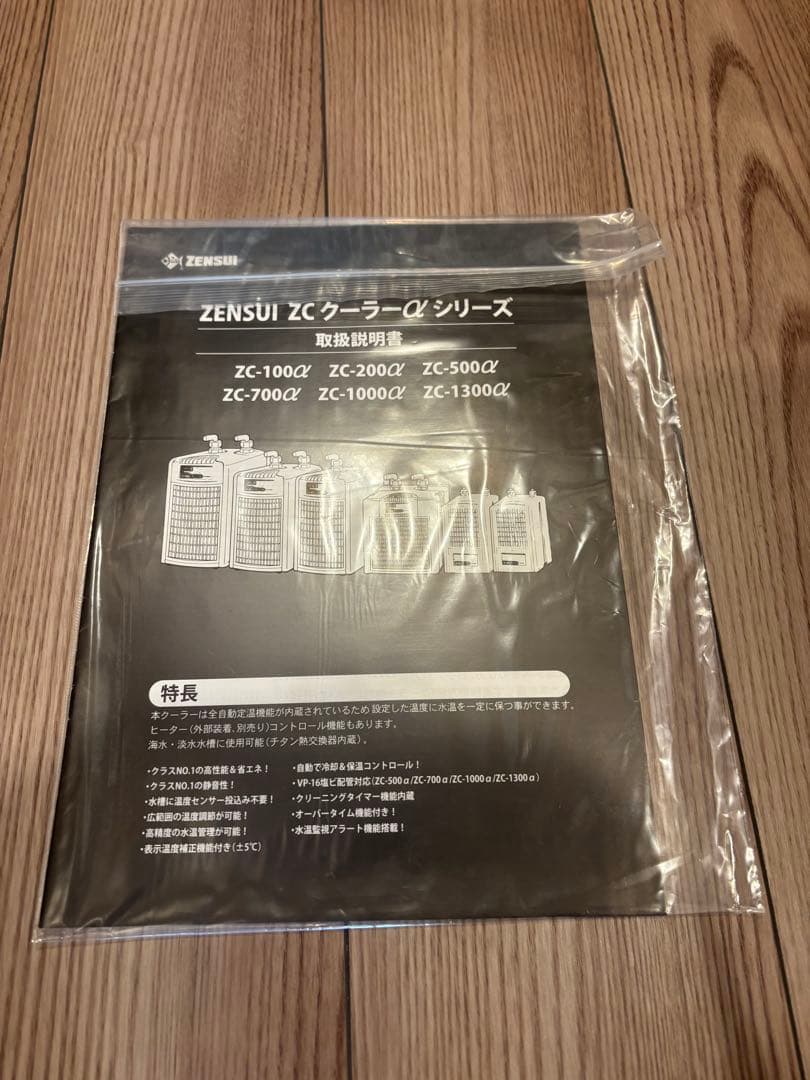 ZENSUI
ZENSUI ZCクーラーαシリーズ
取扱説明書
ZC-100α ZC-200α ZC-500α
ZC-700α ZC-1000α ZC-1300α
特長
本クーラーは全自動定温機能が内蔵されているため設定した温度に水温を一定に保つ事ができます。
ヒーター(外部装着、別売り)コントロール機能もあります。
海水・淡水水槽に使用可能(チタン熱交換器内蔵)。
・クラスNO.1の高性能&省エネ!
・クラスNO.1の静音性!
・水槽に温度センサー投込み不要!
・広範囲の温度調節が可能!
・高精度の水温管理が可能!
・表示温度補正機能付き(±5℃)
・自動で冷却&保温コントロール!
・VP-16塩ビ配管対応(ZC-500α/ZC-700α/ZC-1000α/ZC-1300α)
・クリーニングタイマー機能内蔵
・オーバータイム機能付き!
・水温監視アラート機能搭載!